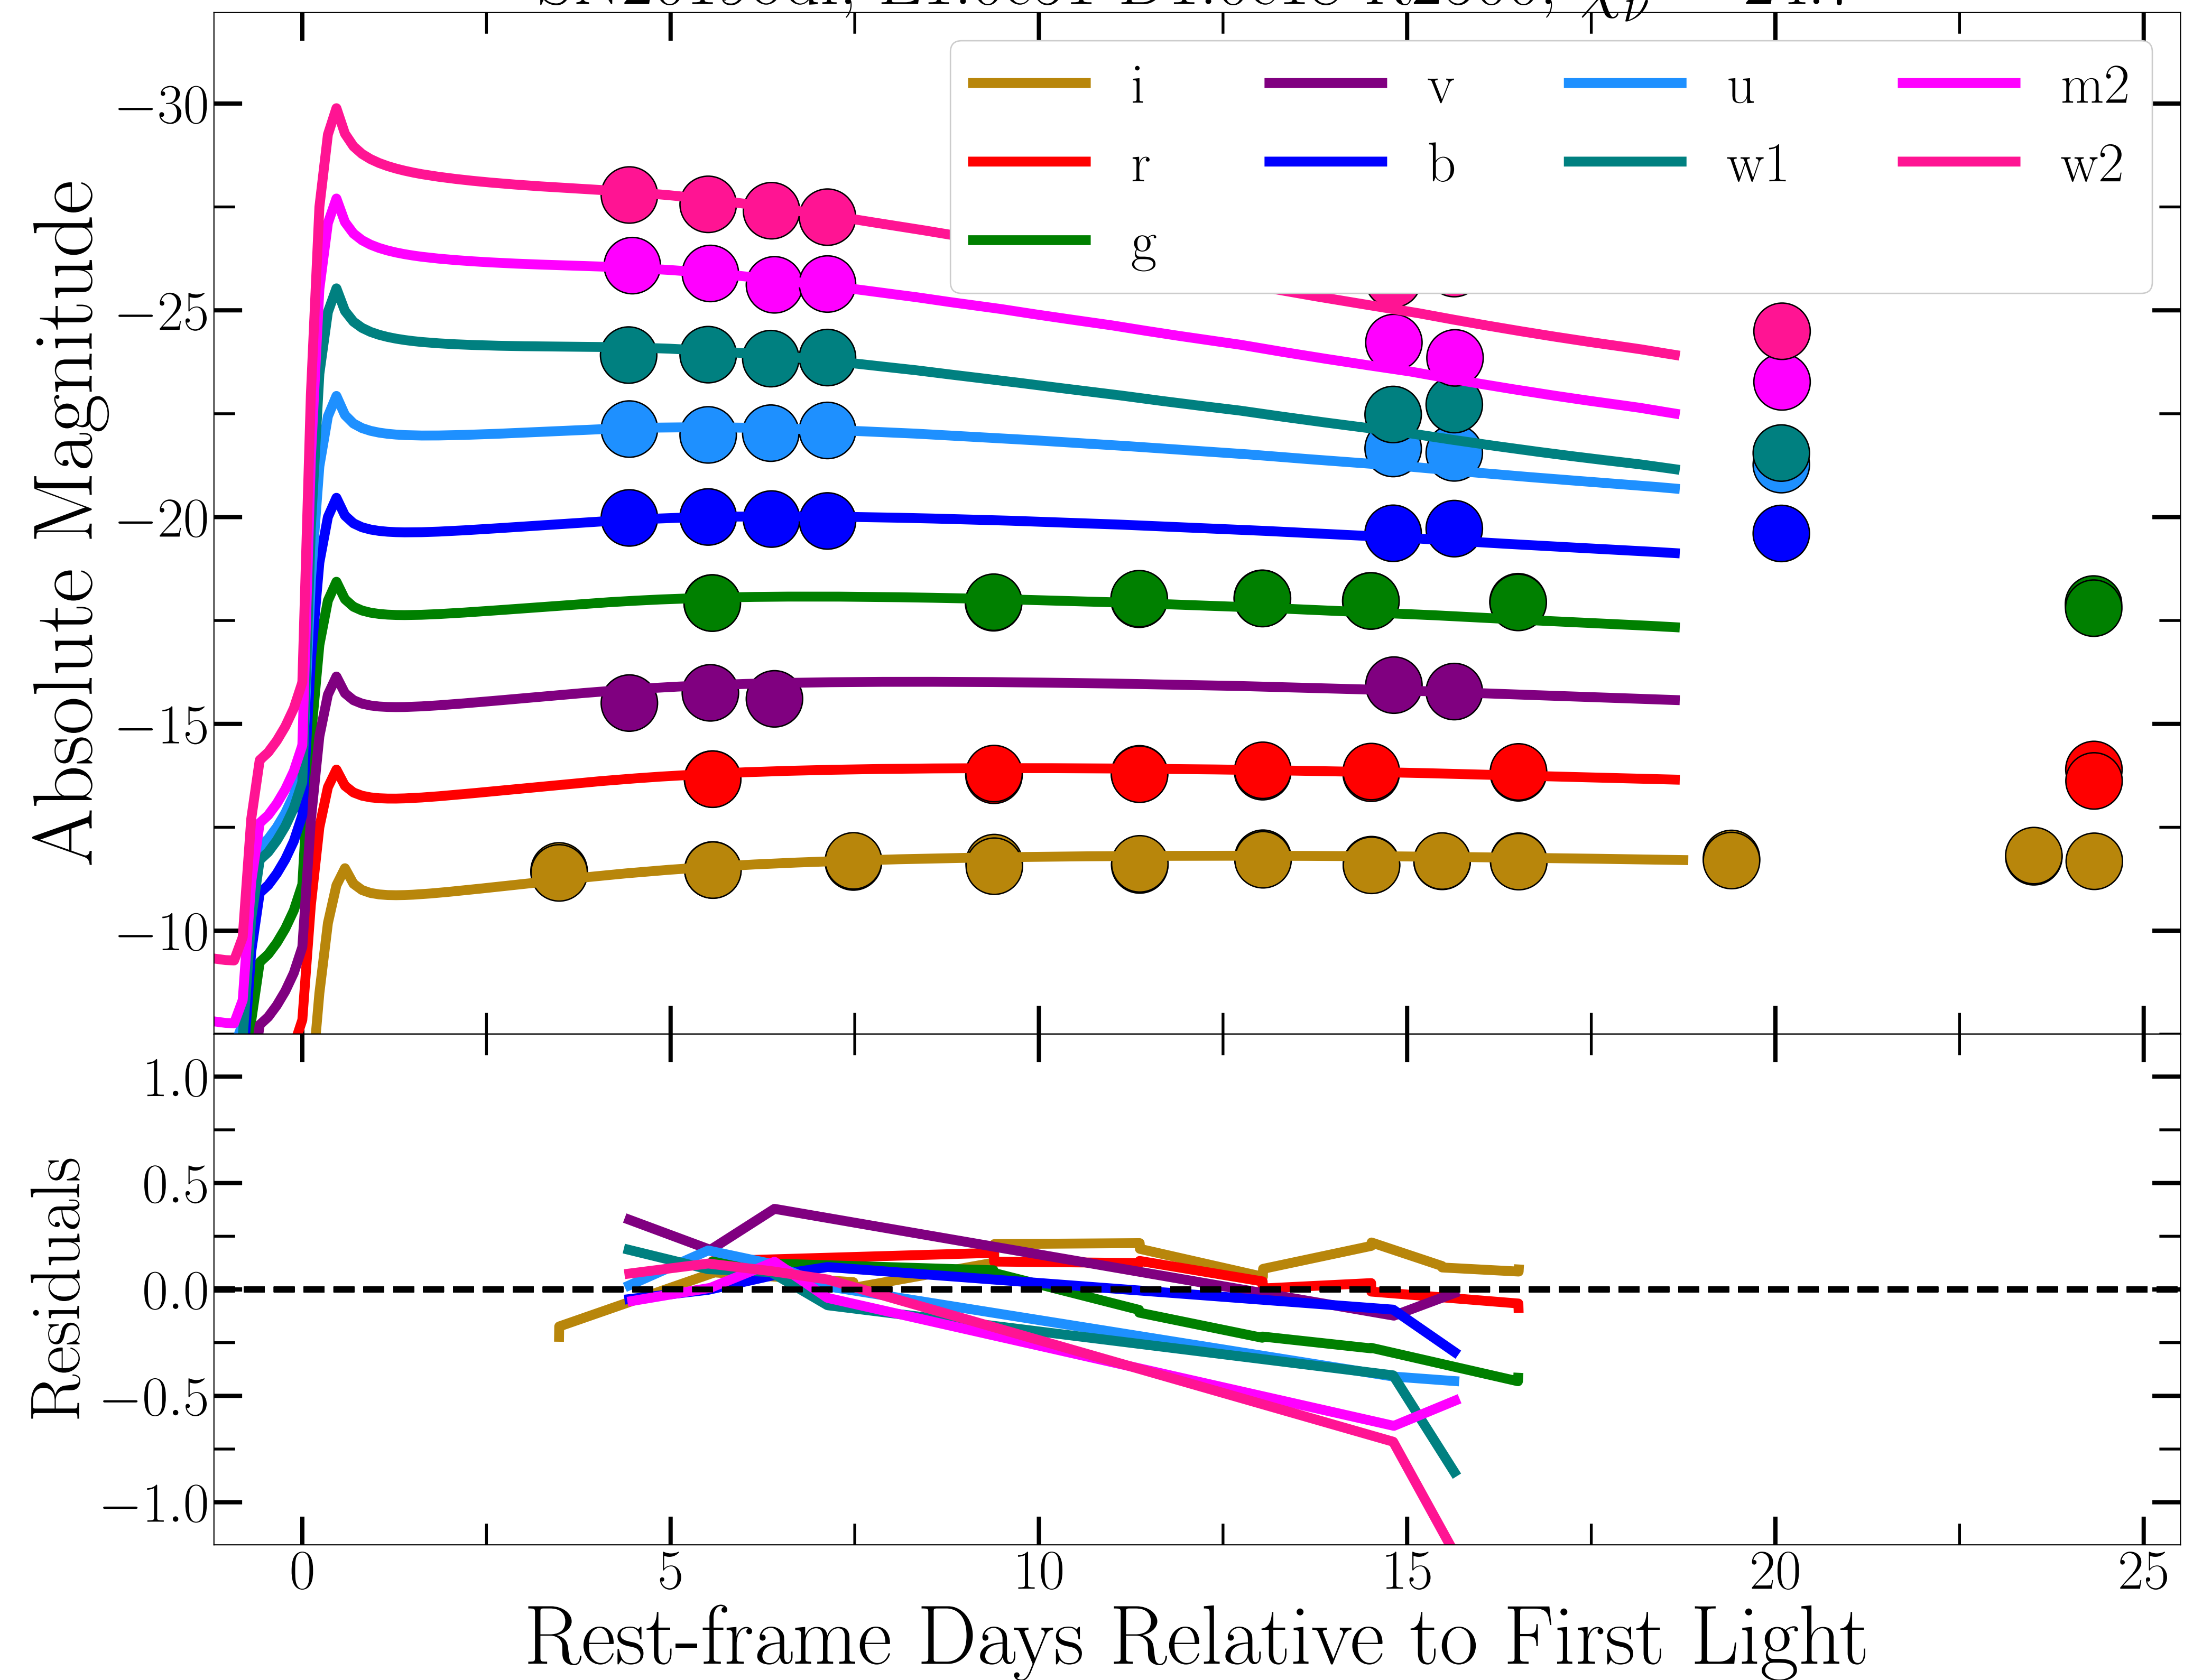 −30
−25
−20
−15
−10
Absolute Magnitude
i
v
u
m2
r
b
w1
w2
g
1.0
0.5
0.0
−0.5
−1.0
Residuals
0 5 10 15 20 25
Rest-frame Days Relative to First Light